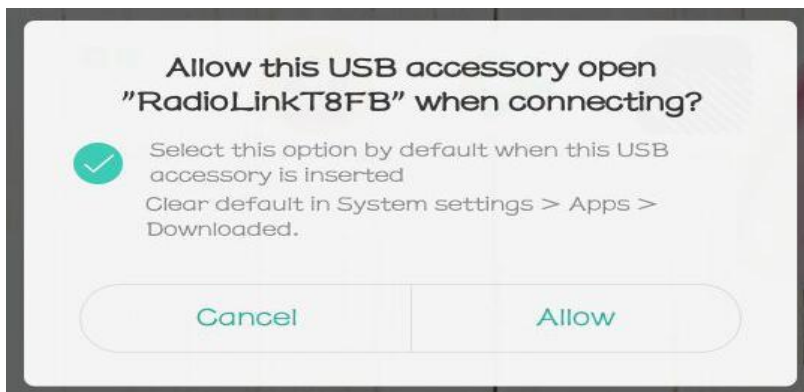 Allow this USB accessory open
"RadioLinkT8FB" when connecting?
Select this option by default when this USB
accessory is inserted
Clear default in System settings > Apps >
Downloaded.
Cancel
Allow